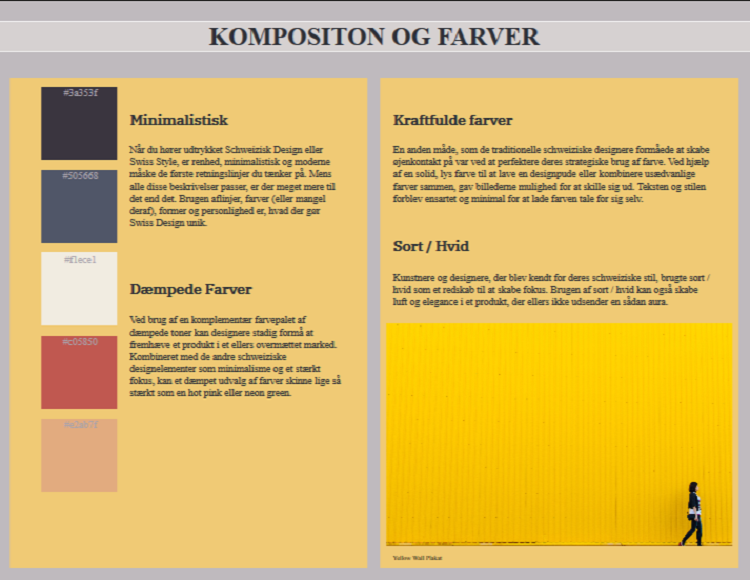 KOMPOSITON OG FARVER
#3a353f
#505668
#f1ece1
#c05850
Minimalistisk
Når du hører udtrykket Schweizisk Design eller
Swiss Style, er renhed, minimalistisk og moderne
måske de første retningslinjer du tænker på. Mens
alle disse beskrivelser passer, er der meget mere til
det end det. Brugen aflinjer, farver (eller mangel
deraf), former og personlighed er, hvad der gør
Swiss Design unik.
Dæmpede Farver
Ved brug af en komplementær farvepalet af
dæmpede toner kan designere stadig formå at
fremhæve et produkt i et ellers overmættet marked.
Kombineret med de andre schweiziske
designelementer som minimalisme og et stærkt
fokus, kan et dæmpet udvalg af farver skinne lige så
stærkt som en hot pink eller neon green.
Kraftfulde farver
En anden måde, som de traditionelle schweiziske designere formåede at skabe
øjenkontakt på var ved at perfektere deres strategiske brug af farve. Ved hjælp
af en solid, lys farve til at lave en designpude eller kombinere usædvanlige
farver sammen, gav billederne mulighed for at skille sig ud. Teksten og stilen
forblev ensartet og minimal for at lade farven tale for sig selv.
Sort / Hvid
Kunstnere og designere, der blev kendt for deres schweiziske stil, brugte sort /
hvid som et redskab til at skabe fokus. Brugen af sort / hvid kan også skabe
luft og elegance i et produkt, der ellers ikke udsender en sådan aura.
Yellow Wall Plakat